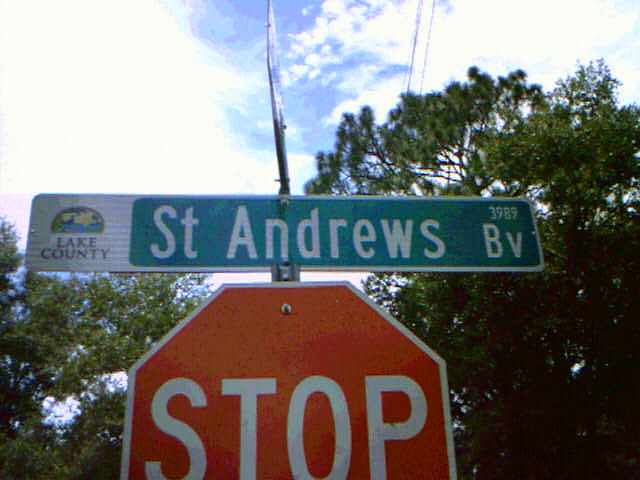 LAKE
COUNTY
St Andrews Bv
3989
STOP